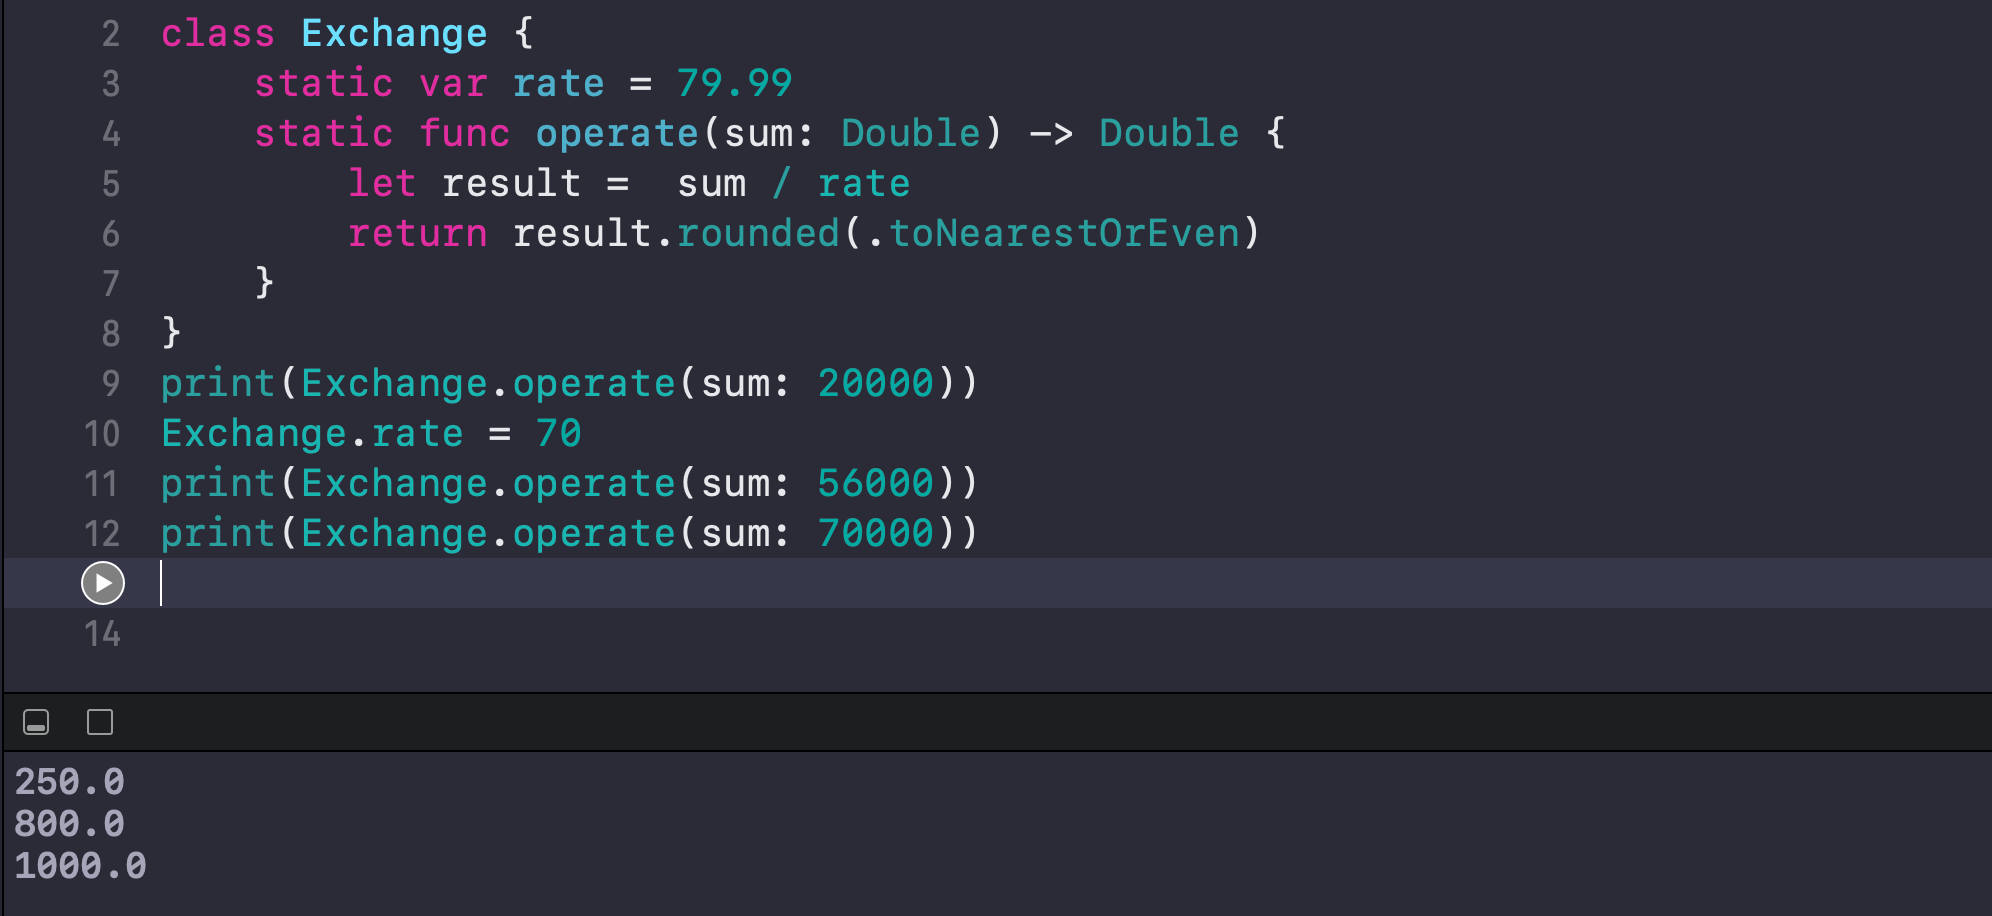 2 class Exchange {
3 static var rate = 79.99
4 static func operate(sum: Double) -> Double {
5 let result =  sum / rate
6 return result.rounded(.toNearestOrEven)
7 }
8 }
9 print(Exchange.operate(sum: 20000))
10 Exchange.rate = 70
11 print(Exchange.operate(sum: 56000))
12 print(Exchange.operate(sum: 70000))
14
250.0
800.0
1000.0